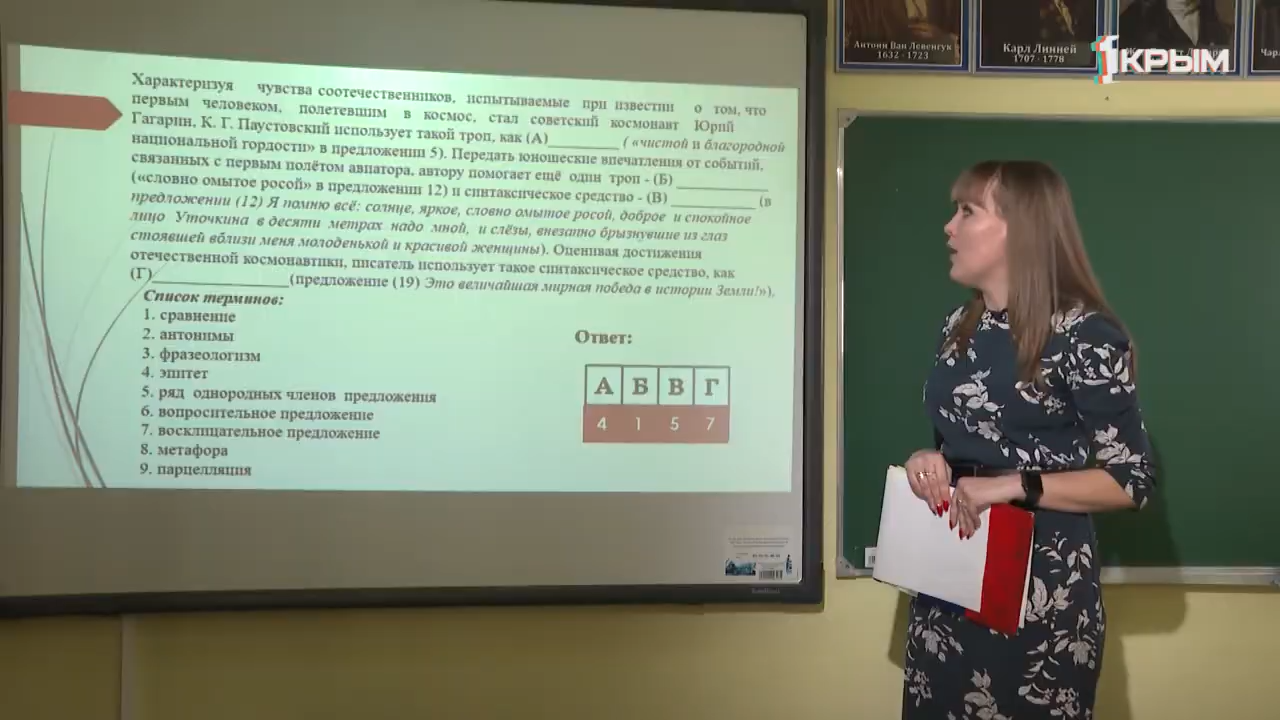 Характеризуя чувства соотечественников, испытываемые при известии о том, что
первым человеком, полетевшим в космос, стал советский космонавт Юрий
Гагарин, К. Г. Паустовский использует такой троп, как (А)_________ ( «чистой и благородной
национальной гордости» в предложении 5). Передать юношеские впечатления от событий,
связанных с первым полётом авиатора, автору помогает ещё один троп - (Б) ____________
(«словно омытое росой» в предложении 12) и синтаксическое средство - (В) ___________ (в
предложении (12) Я помню всё: солнце, яркое, словно омытое росой, доброе и спокойное
лицо Уточкина в десяти метрах надо мной, и слёзы, внезапно брызнувшие из глаз
стоявшей вблизи меня молоденькой и красивой женщины). Оценивая достижения
отечественной космонавтики, писатель использует такое синтаксическое средство, как
(Г)__________________(предложение (19) Это величайшая мирная победа в истории Земли!»).
Список терминов:
1. сравнение
2. антонимы
3. фразеологизм
4. эпитет
5. ряд однородных членов предложения
6. вопросительное предложение
7. восклицательное предложение
8. метафора
9. парцелляция
Ответ:
А Б В Г
4 1 5 7
Антони Ван Левенгук
1632 - 1723
Карл Линней
1707 - 1778
1 КРЫМ